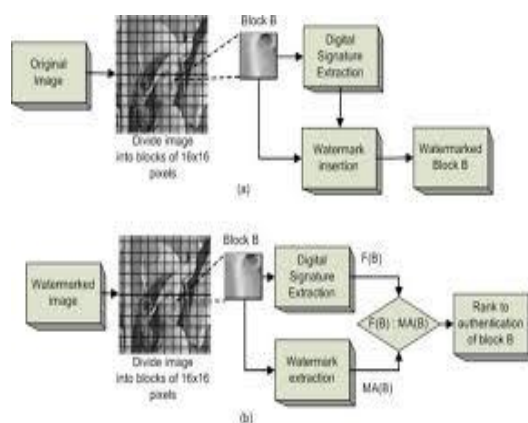 Block B
Original
Image
Digital
Signature
Extraction
Divide image
into blocks of 16x16
pixels
Watermark
insertion
Watermarked
Block B
(a)
Block B
Watermarked
image
Digital
Signature
Extraction
F(B)
F(B) : MA(B)
Rank to
authentication
of block B
Divide image
into blocks of 16x16
pixels
Watermark
extraction
MA(B)
(b)